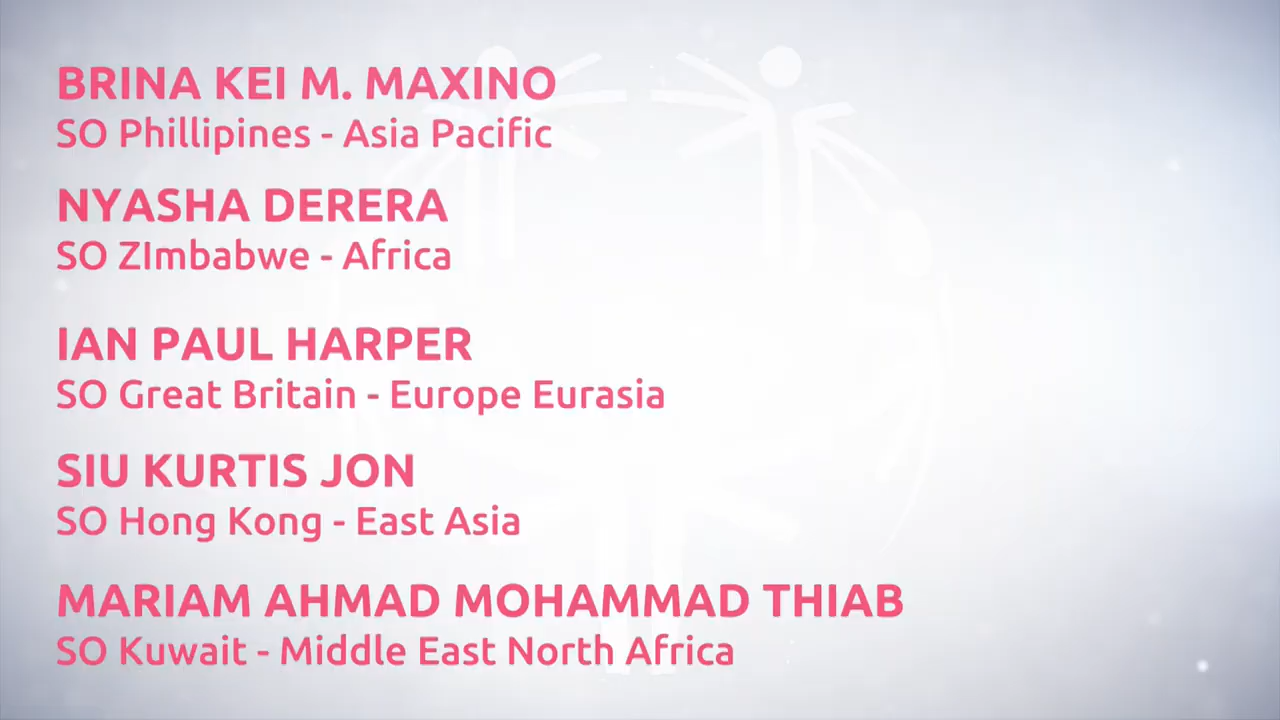 BRINA KEI M. MAXINO
SO Phillipines - Asia Pacific
NYASHA DERERA
SO ZImbabwe - Africa
IAN PAUL HARPER
SO Great Britain - Europe Eurasia
SIU KURTIS JON
SO Hong Kong - East Asia
MARIAM AHMAD MOHAMMAD THIAB
SO Kuwait - Middle East North Africa